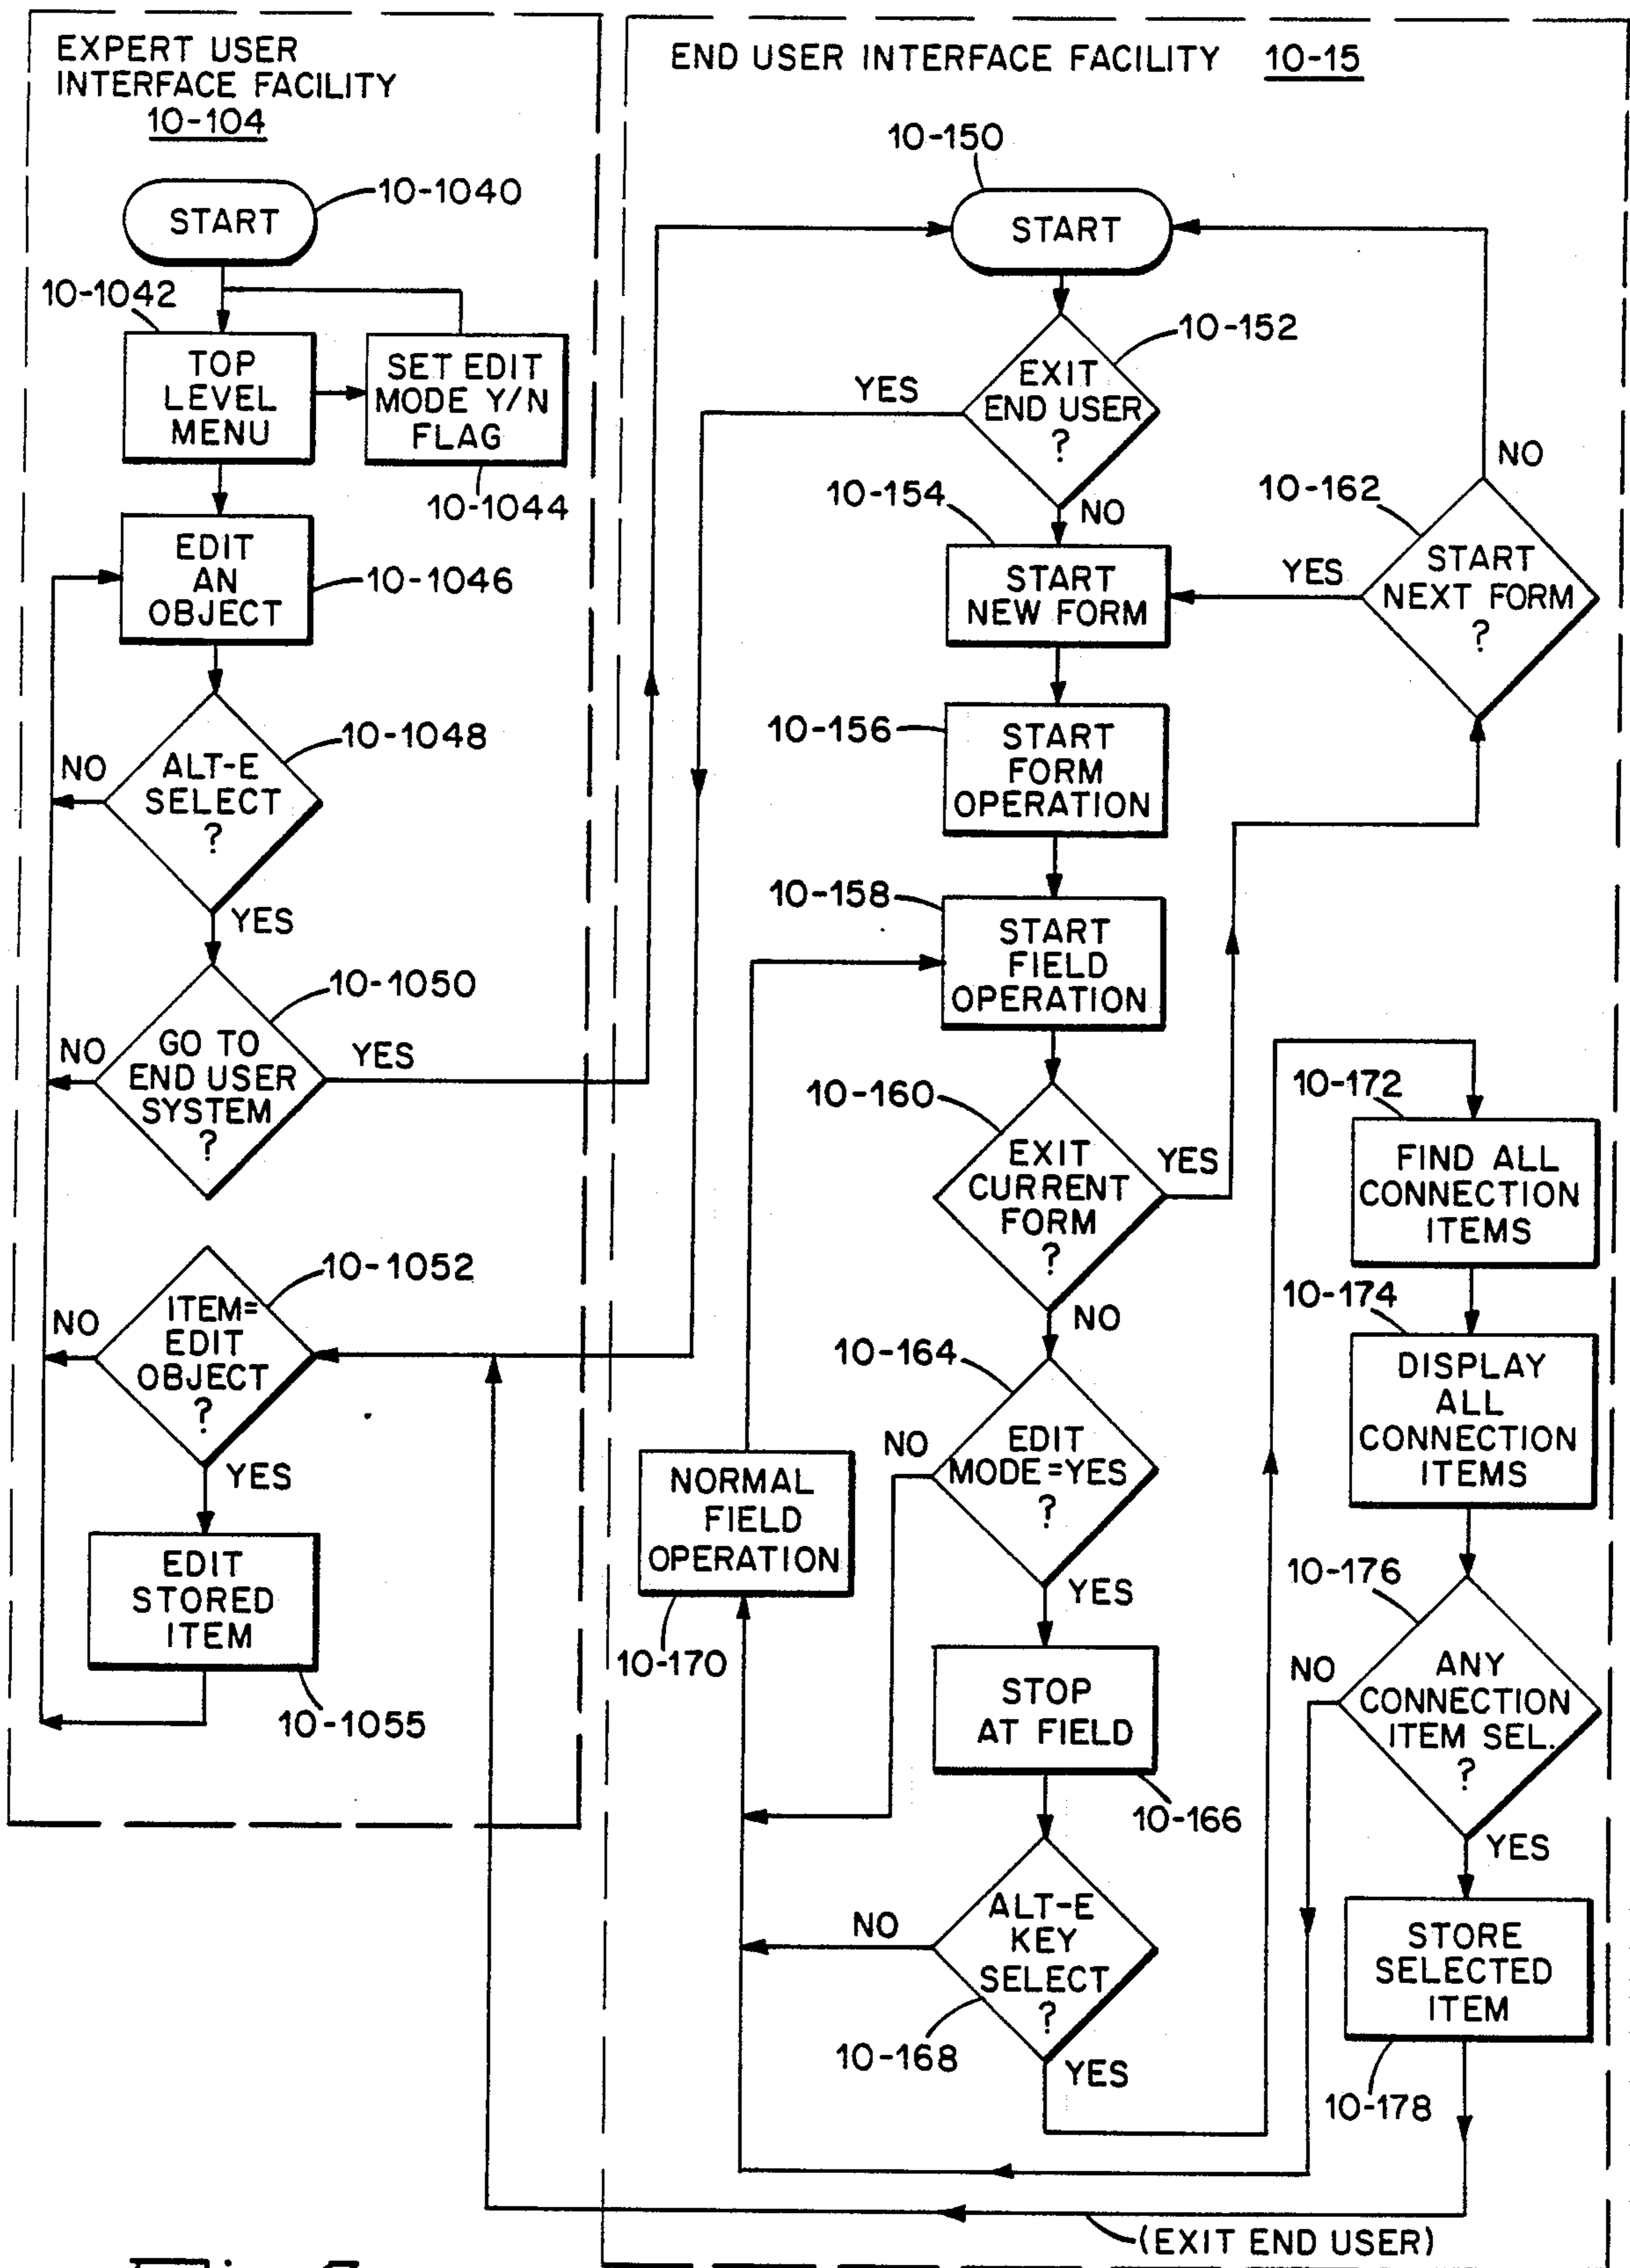 EXPERT USER
INTERFACE FACILITY
10-104
START
10-1040
10-1042
TOP
LEVEL
MENU
SET EDIT
MODE Y/N
FLAG
10-1044
EDIT
AN
OBJECT
10-1046
10-1048
ALT-E
SELECT
?
NO
YES
10-1050
GO TO
END USER
SYSTEM
?
NO
YES
10-1052
ITEM=
EDIT
OBJECT
?
NO
YES
EDIT
STORED
ITEM
10-1055
END USER INTERFACE FACILITY 10-15
10-150
START
10-152
EXIT
END USER
?
YES
NO
10-154
START
NEW FORM
10-162
START
NEXT FORM
?
NO
YES
10-156
START
FORM
OPERATION
10-158
START
FIELD
OPERATION
10-160
EXIT
CURRENT
FORM
?
YES
NO
10-164
EDIT
MODE=YES
?
NO
YES
NORMAL
FIELD
OPERATION
10-170
STOP
AT FIELD
10-166
ALT-E
KEY
SELECT
?
NO
10-168
YES
10-172
FIND ALL
CONNECTION
ITEMS
10-174
DISPLAY
ALL
CONNECTION
ITEMS
10-176
ANY
CONNECTION
ITEM SEL.
?
NO
YES
STORE
SELECTED
ITEM
10-178
(EXIT END USER)